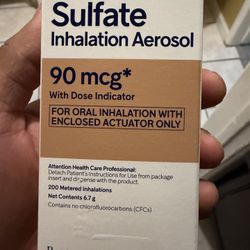 Sulfate
Inhalation Aerosol
90 mcg*
With Dose Indicator
FOR ORAL INHALATION WITH
ENCLOSED ACTUATOR ONLY
Attention Health Care Professional:
Detach Patient's Instructions for Use from package
insert and dispense with the product.
200 Metered Inhalations
Net Contents 6.7 g
Contains no chlorofluorocarbons (CFCs)